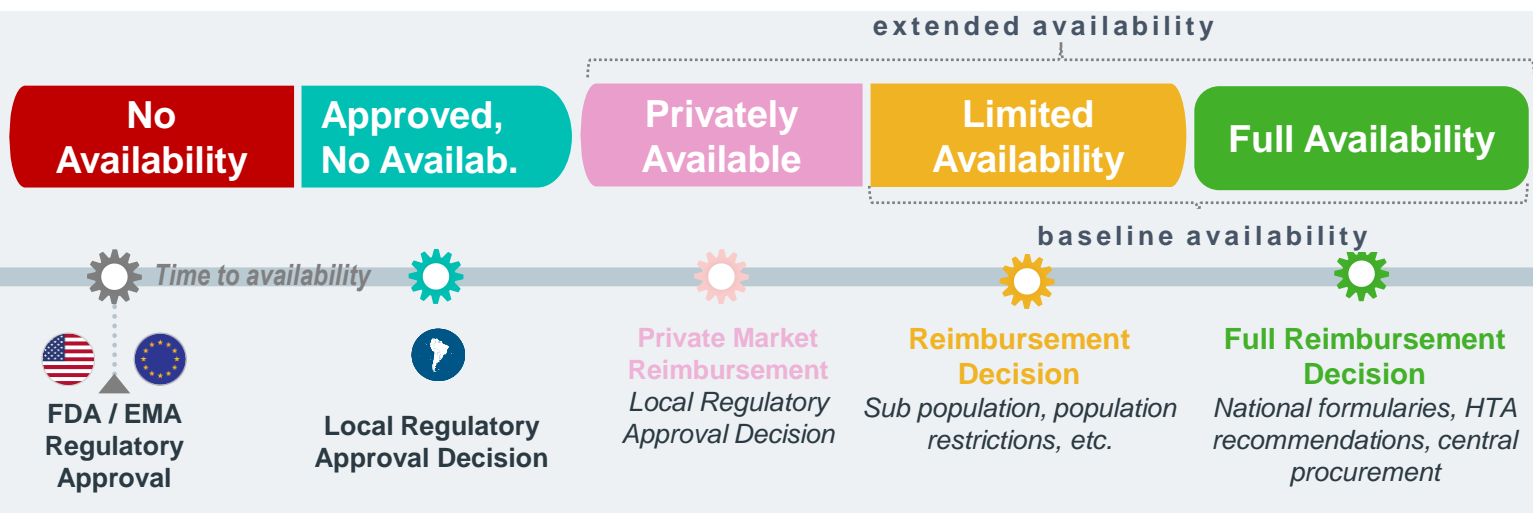 extended availability
No
Availability
Approved,
No Availab.
Privately
Available
Limited
Availability
Full Availability
baseline availability
Time to availability
FDA / EMA
Regulatory
Approval
Local Regulatory
Approval Decision
Private Market
Reimbursement
Local Regulatory
Approval Decision
Reimbursement
Decision
Sub population, population
restrictions, etc.
Full Reimbursement
Decision
National formularies, HTA
recommendations, central
procurement